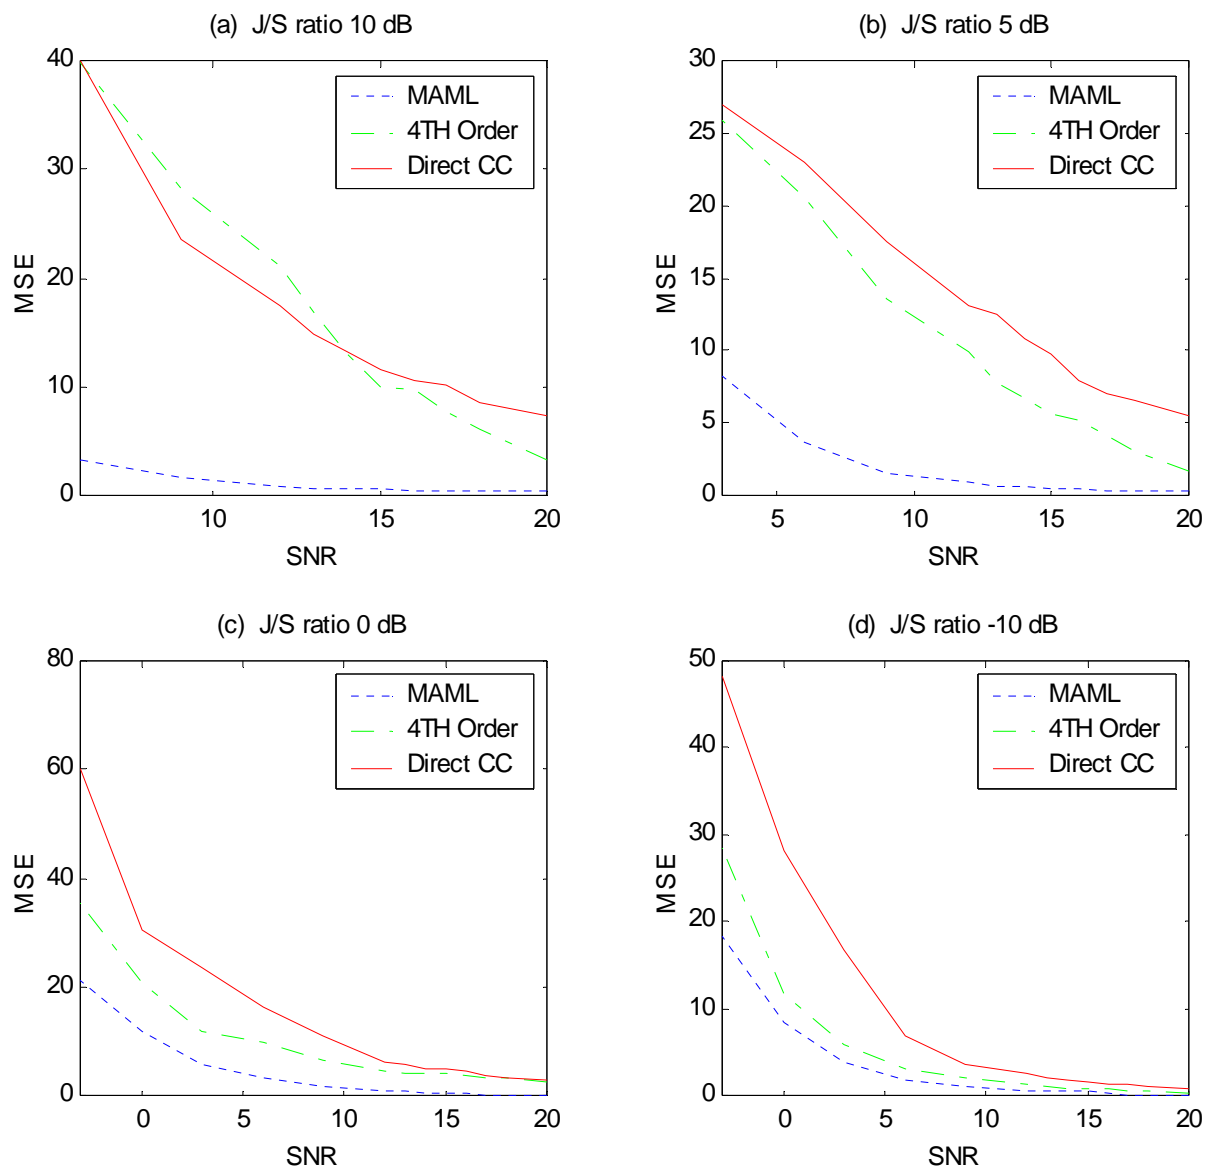 (a) J/S ratio 10 dB
40
30
20
10
0
MSE
10
15
20
SNR
MAML
4TH Order
Direct CC
(b) J/S ratio 5 dB
30
25
20
15
10
5
0
MSE
5
10
15
20
SNR
MAML
4TH Order
Direct CC
(c) J/S ratio 0 dB
80
60
40
20
0
MSE
0
5
10
15
20
SNR
MAML
4TH Order
Direct CC
(d) J/S ratio -10 dB
50
40
30
20
10
0
MSE
0
5
10
15
20
SNR
MAML
4TH Order
Direct CC